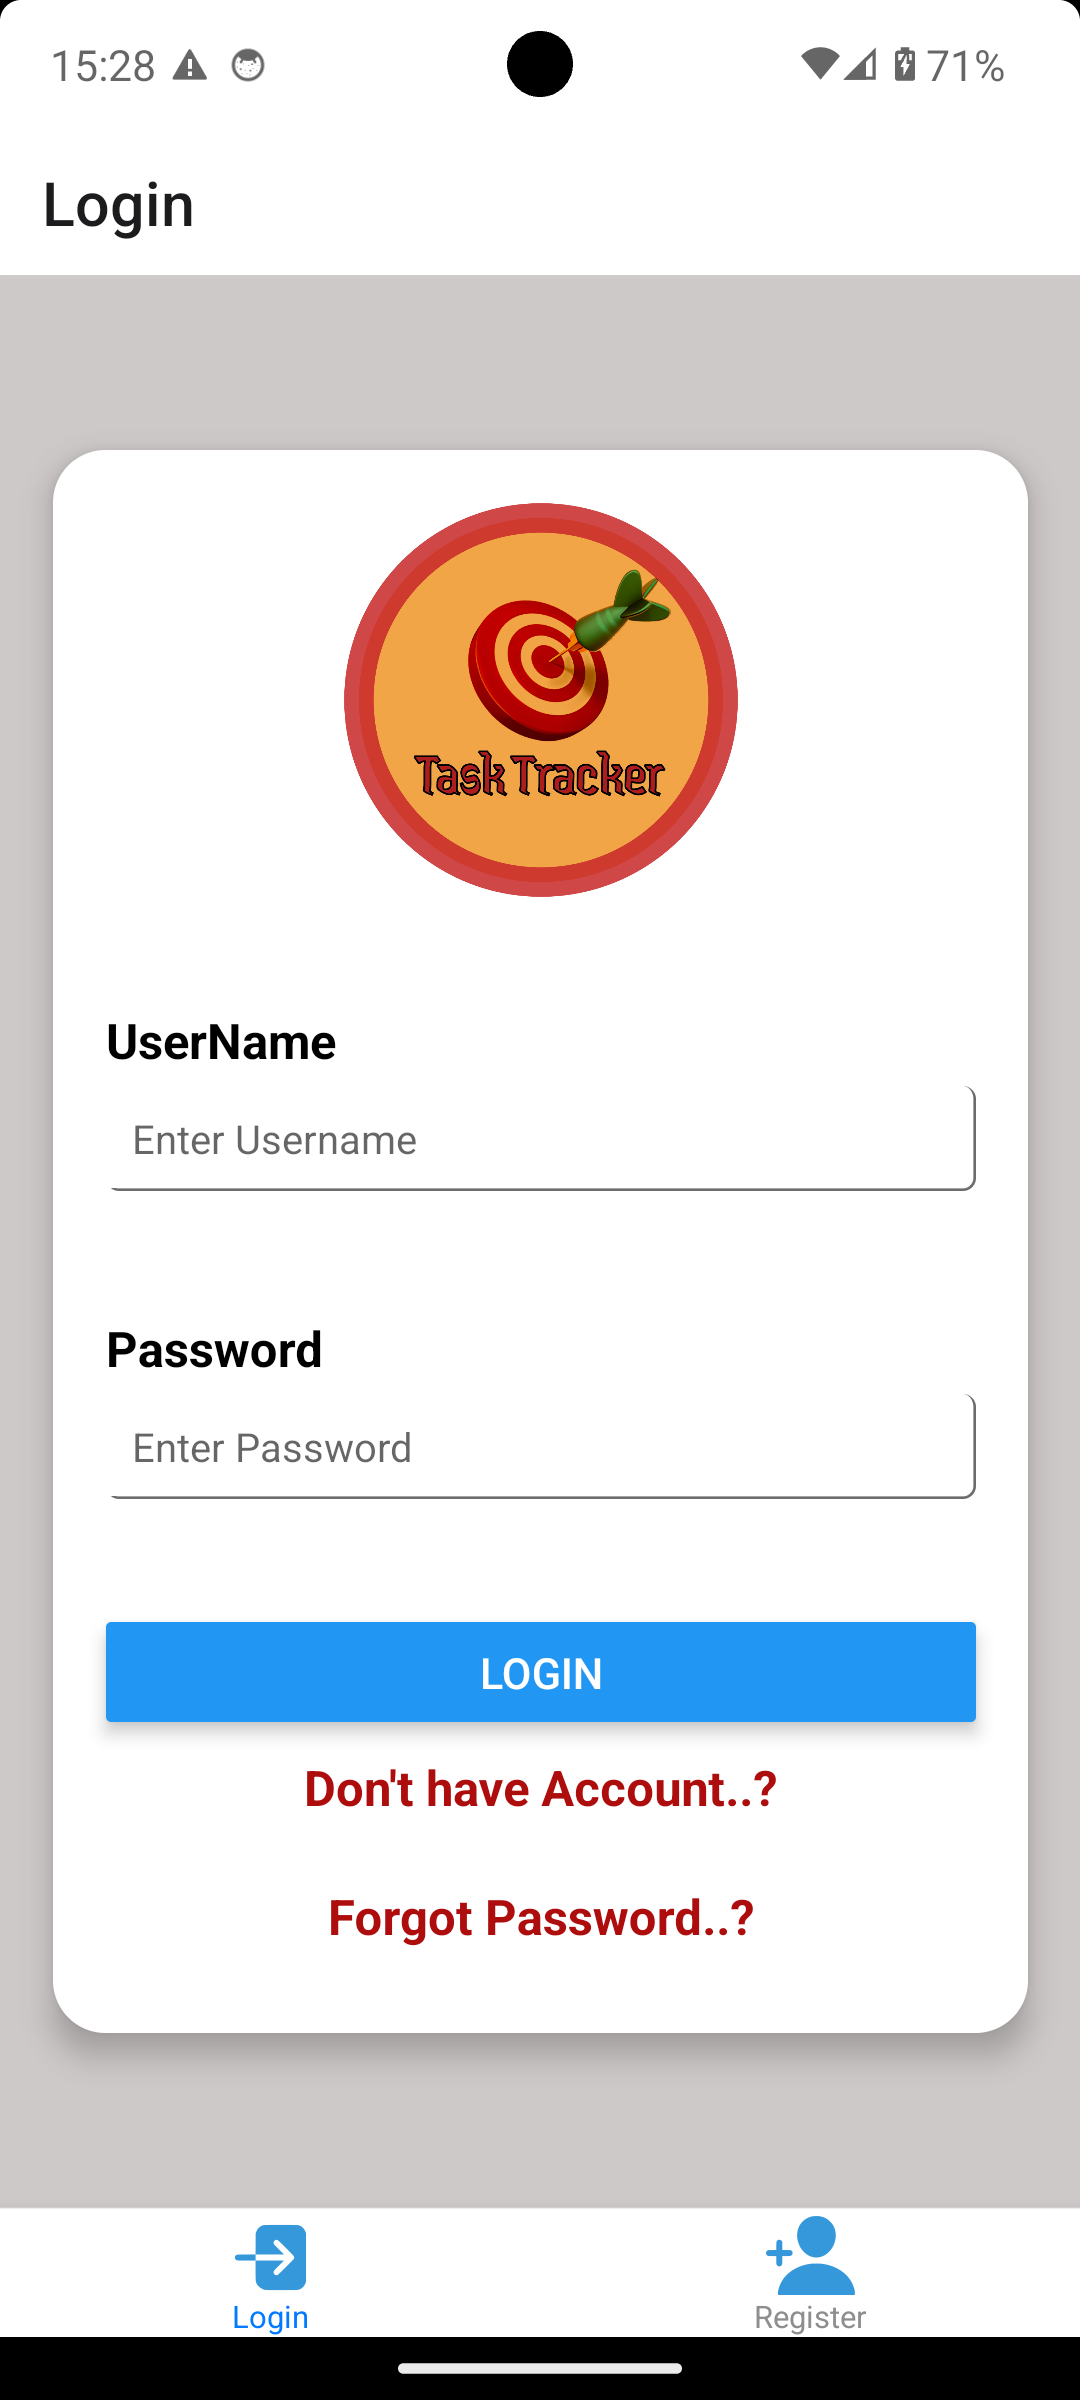 15:28
71%
Login
Task Tracker
UserName
Enter Username
Password
Enter Password
LOGIN
Don't have Account..?
Forgot Password..?
Login
Register